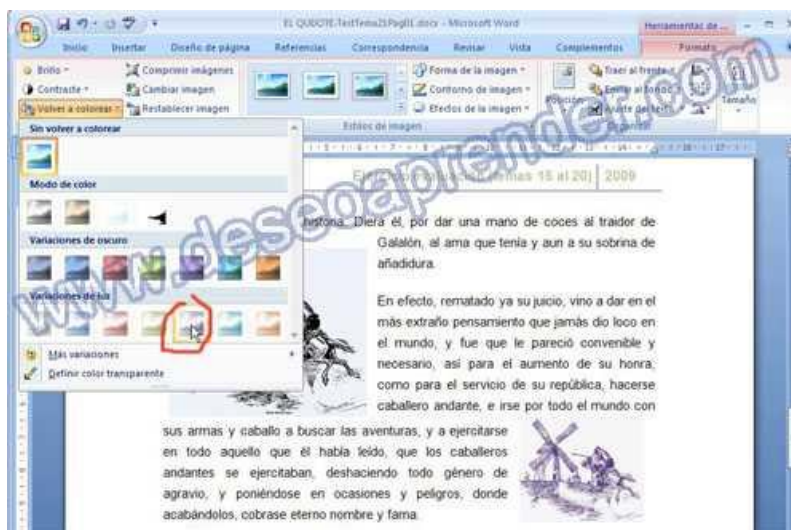 EL QUIJOTE-TestTema21Pag01.docx - Microsoft Word
Herramientas de ...
Inicio Insertar Diseño de página Referencias Correspondencia Revisar Vista Complementos Formato
Brillo Comprimir imágenes Forma de la imagen Traer al frente
Contraste Cambiar imagen Contorno de la imagen Enviar al fondo
Volver a colorear Restablecer imagen Efectos de la imagen Posición Ajuste del texto Tamaño
Estilos de imagen Organizar
Sin volver a colorear
Modo de color
Variaciones de oscuro
Variaciones de luz
Más variaciones
Definir color transparente
15 al 20| 2009
historia. Diera él, por dar una mano de coces al traidor de
Galalón, al ama que tenía y aun a su sobrina de
añadidura.
En efecto, rematado ya su juicio, vino a dar en el
más extraño pensamiento que jamás dio loco en
el mundo, y fue que le pareció convenible y
necesario, así para el aumento de su honra,
como para el servicio de su república, hacerse
caballero andante, e irse por todo el mundo con
sus armas y caballo a buscar las aventuras, y a ejercitarse
en todo aquello que él había leído, que los caballeros
andantes se ejercitaban, deshaciendo todo género de
agravio, y poniéndose en ocasiones y peligros, donde
acabándolos, cobrase eterno nombre y fama.
www.deseoaprender.com